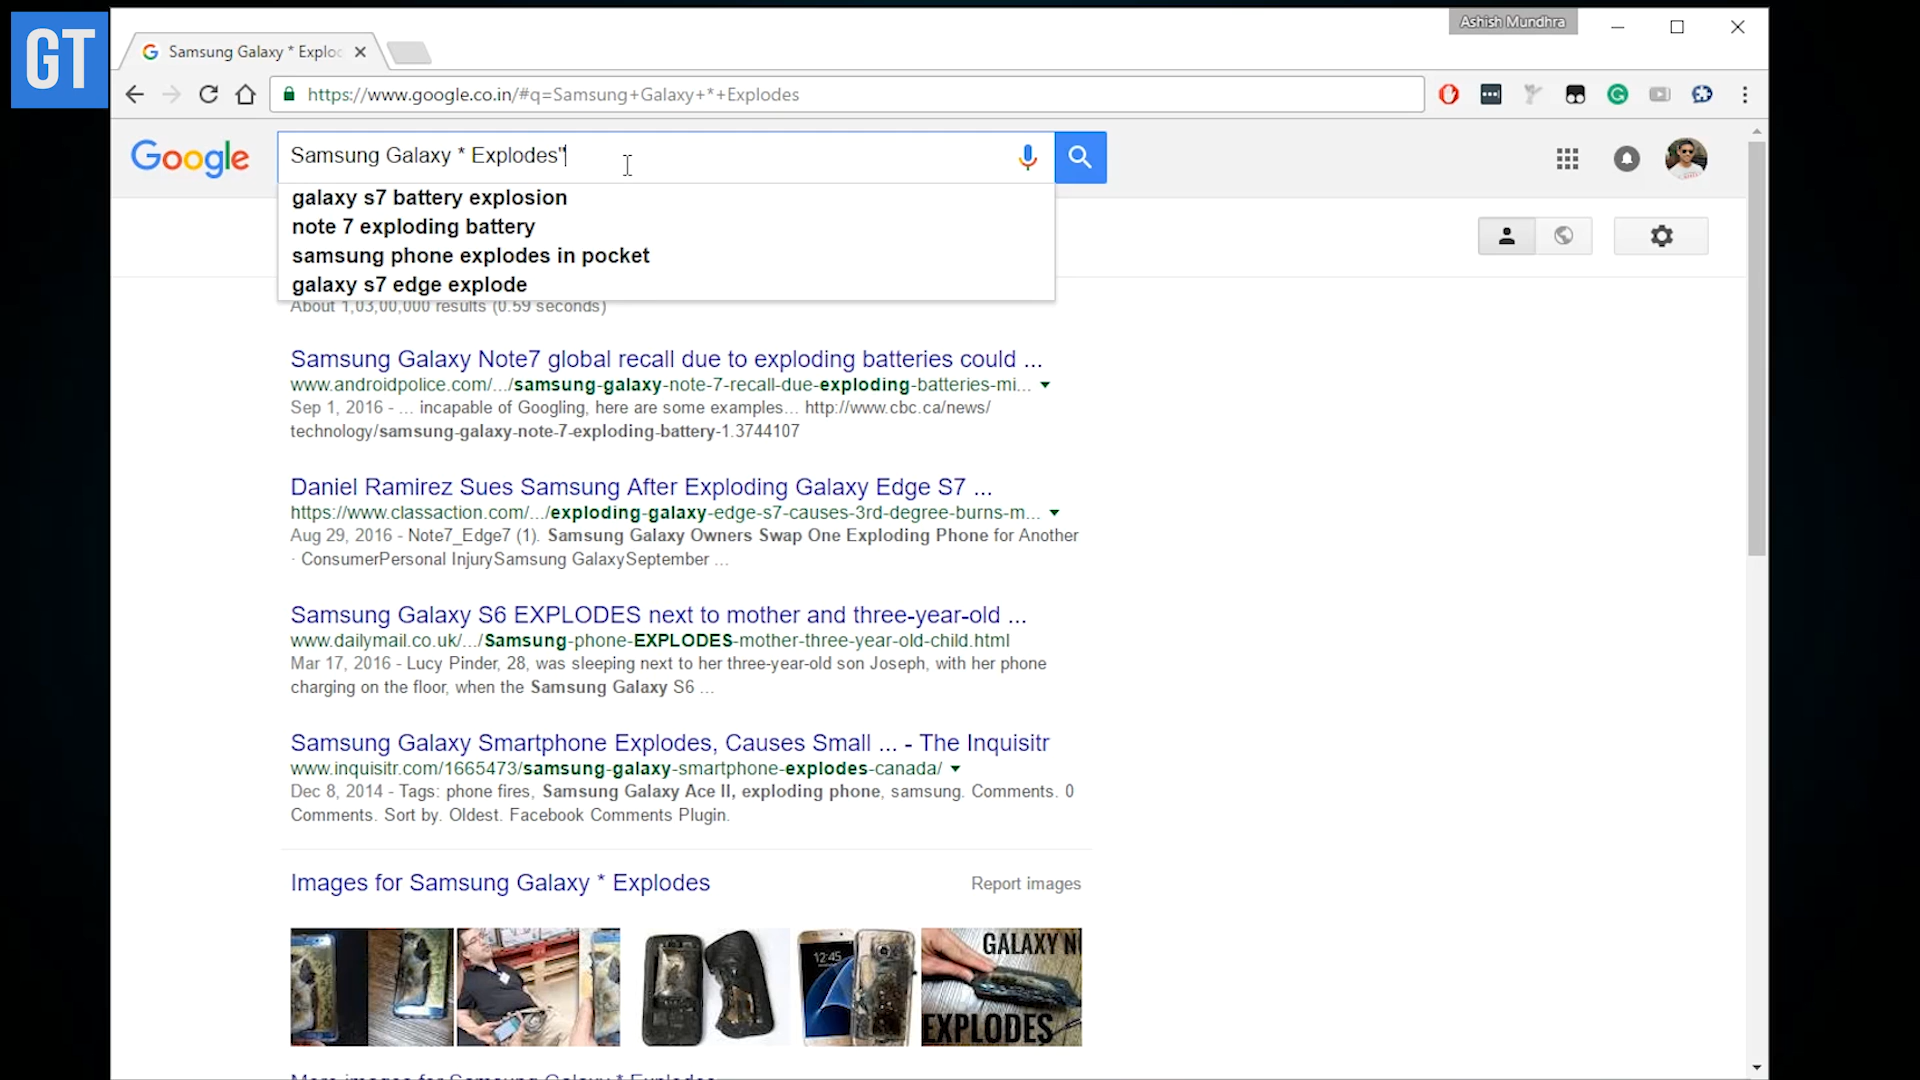 GT
Ashish Mundhra
Samsung Galaxy * Explo
https://www.google.co.in/#q=Samsung+Galaxy+*+Explodes
Google
Samsung Galaxy * Explodes"
galaxy s7 battery explosion
note 7 exploding battery
samsung phone explodes in pocket
galaxy s7 edge explode
About 1,03,00,000 results (0.59 seconds)
Samsung Galaxy Note7 global recall due to exploding batteries could ...
www.androidpolice.com/.../samsung-galaxy-note-7-recall-due-exploding-batteries-mi...
Sep 1, 2016 - ... incapable of Googling, here are some examples... http://www.cbc.ca/news/
technology/samsung-galaxy-note-7-exploding-battery-1.3744107
Daniel Ramirez Sues Samsung After Exploding Galaxy Edge S7 ...
https://www.classaction.com/.../exploding-galaxy-edge-s7-causes-3rd-degree-burns-m...
Aug 29, 2016 - Note7_Edge7 (1). Samsung Galaxy Owners Swap One Exploding Phone for Another
· ConsumerPersonal InjurySamsung GalaxySeptember ...
Samsung Galaxy S6 EXPLODES next to mother and three-year-old ...
www.dailymail.co.uk/.../Samsung-phone-EXPLODES-mother-three-year-old-child.html
Mar 17, 2016 - Lucy Pinder, 28, was sleeping next to her three-year-old son Joseph, with her phone
charging on the floor, when the Samsung Galaxy S6 ...
Samsung Galaxy Smartphone Explodes, Causes Small ... - The Inquisitr
www.inquisitr.com/1665473/samsung-galaxy-smartphone-explodes-canada/
Dec 8, 2014 - Tags: phone fires, Samsung Galaxy Ace II, exploding phone, samsung. Comments. 0
Comments. Sort by. Oldest. Facebook Comments Plugin.
Images for Samsung Galaxy * Explodes
Report images
12:45
GALAXY N
EXPLODES
More images for Samsung Galaxy * Explodes